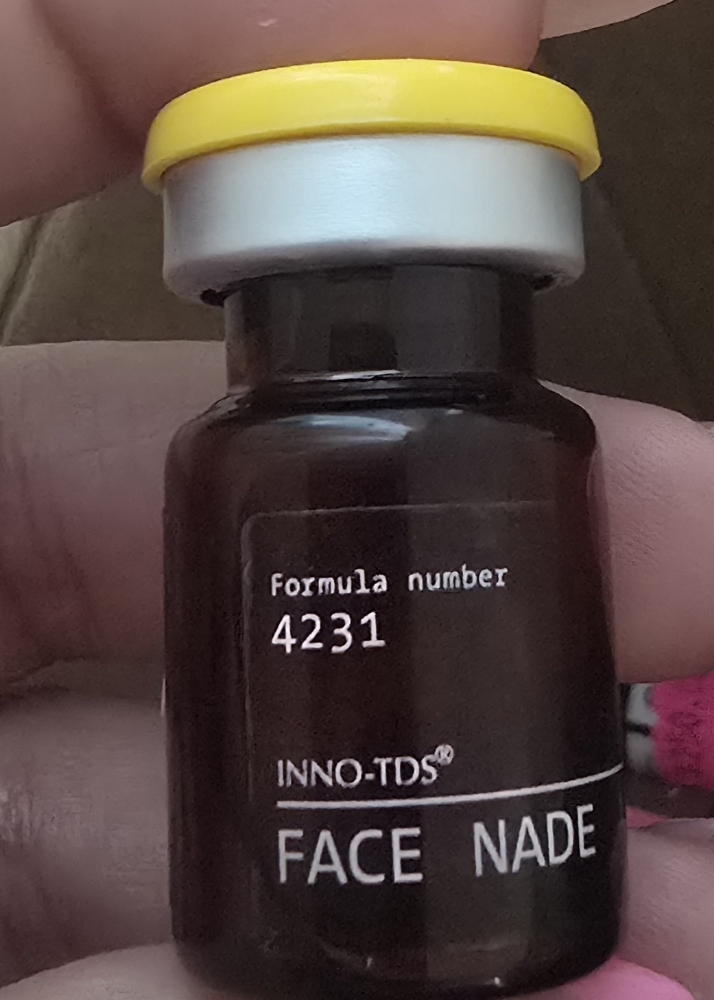 Formula number
4231
INNO-TDS®
FACE NADE